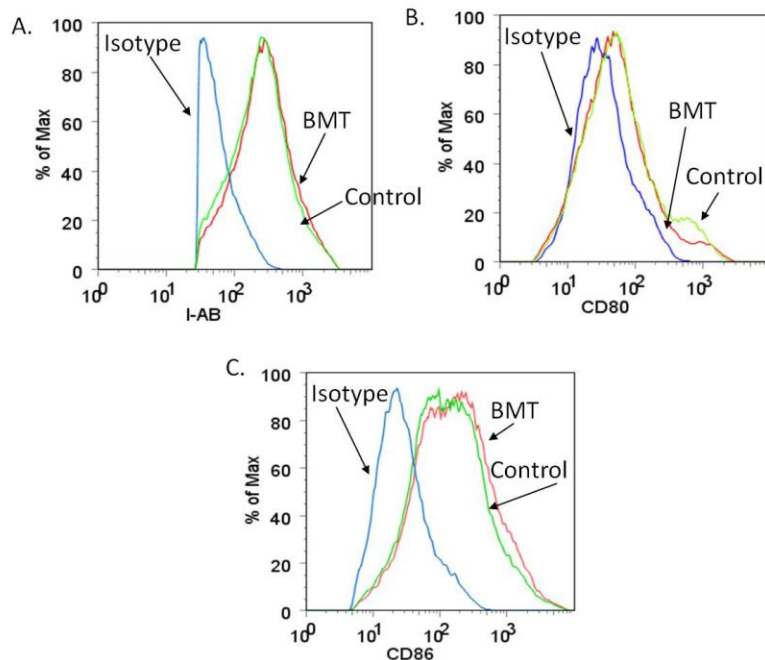 A.
Isotype
BMT
Control
% of Max
100
80
60
40
20
0
10^0
10^1
10^2
10^3
I-AB
B.
Isotype
BMT
Control
% of Max
100
80
60
40
20
0
10^0
10^1
10^2
10^3
CD80
C.
Isotype
BMT
Control
% of Max
100
80
60
40
20
0
10^0
10^1
10^2
10^3
CD86